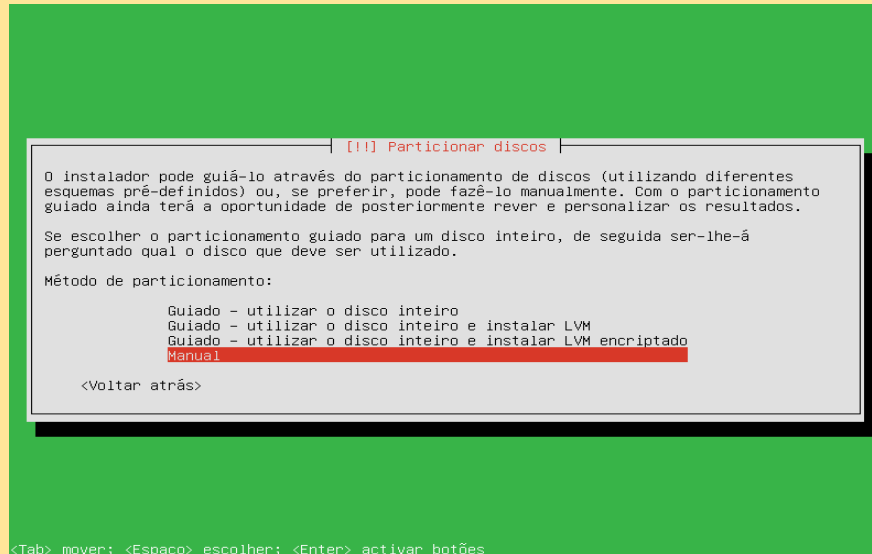 [!!] Particionar discos
O instalador pode guiá-lo através do particionamento de discos (utilizando diferentes
esquemas pré-definidos) ou, se preferir, pode fazê-lo manualmente. Com o particionamento
guiado ainda terá a oportunidade de posteriormente rever e personalizar os resultados.
Se escolher o particionamento guiado para um disco inteiro, de seguida ser-lhe-á
perguntado qual o disco que deve ser utilizado.
Método de particionamento:
Guiado - utilizar o disco inteiro
Guiado - utilizar o disco inteiro e instalar LVM
Guiado - utilizar o disco inteiro e instalar LVM encriptado
Manual
<Voltar atrás>
<Tab> mover; <Espaço> escolher; <Enter> activar botões